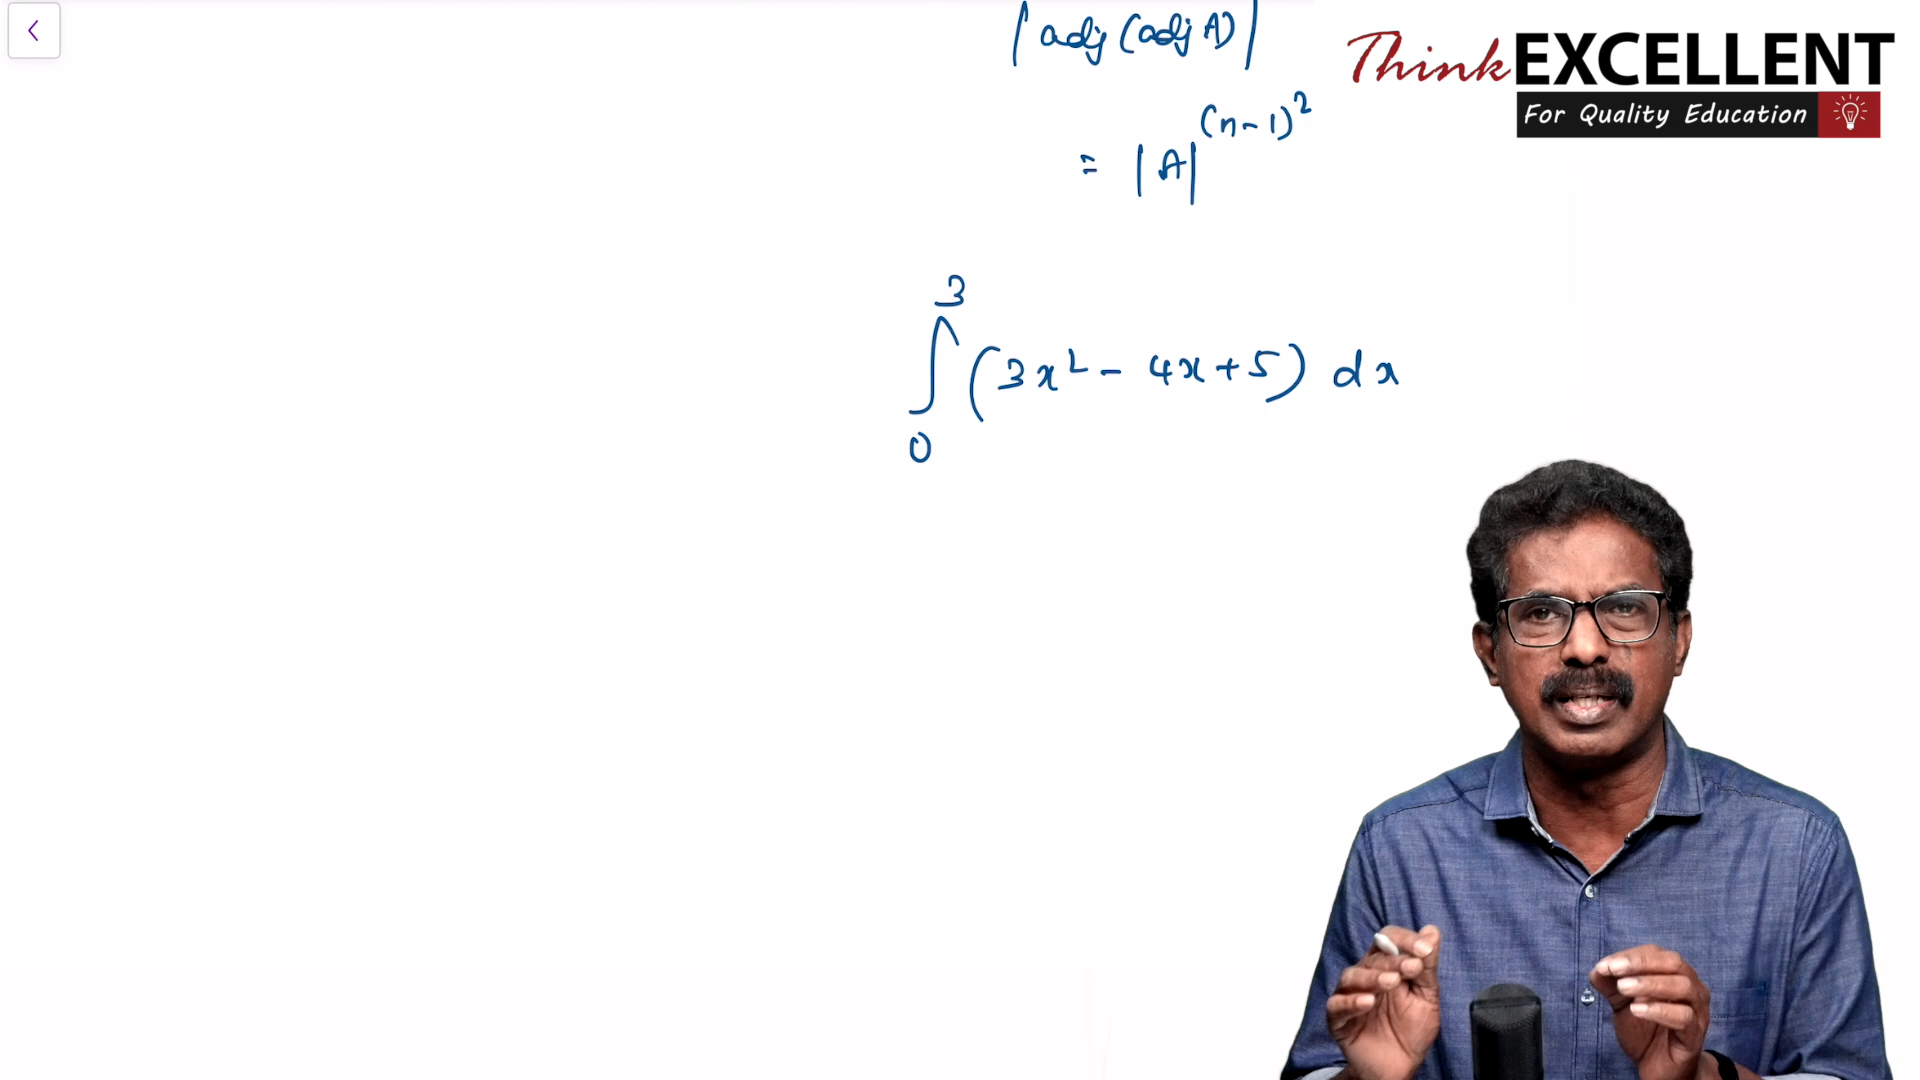 |adj (adj A)|
= |A|^(n-1)^2
∫_0^3 (3x^2 - 4x + 5) dx
Think EXCELLENT
For Quality Education